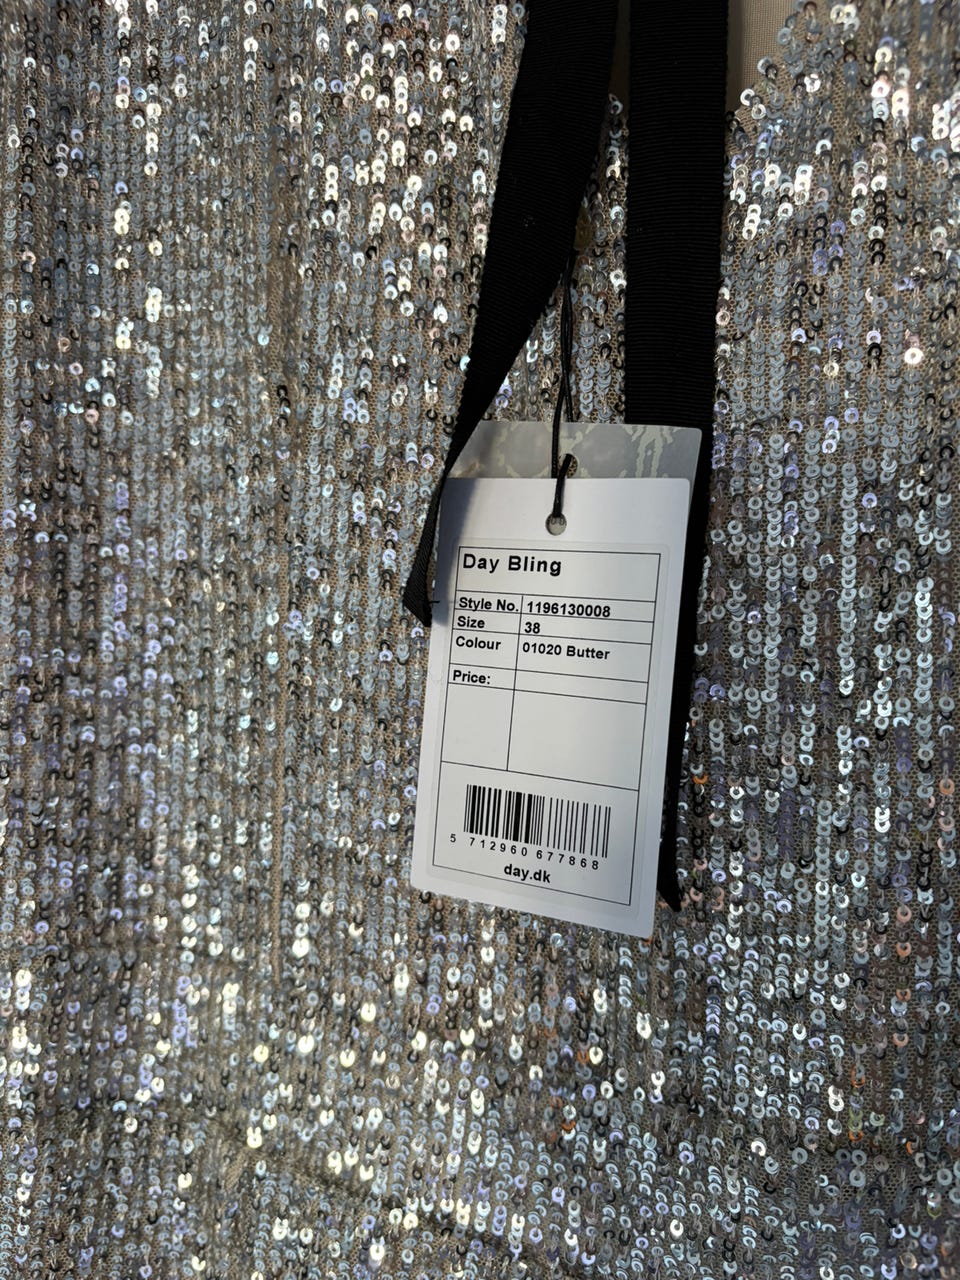 Day Bling
Style No. 1196130008
Size 38
Colour 01020 Butter
Price:
5 712960 677868
day.dk